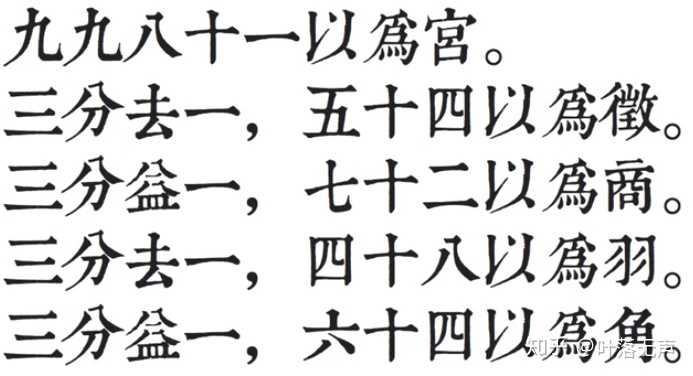 九九八十一以爲宮。
三分去一，五十四以爲徵。
三分益一，七十二以爲商。
三分去一，四十八以爲羽。
三分益一，六十四以爲角。
知乎 @叶落无声